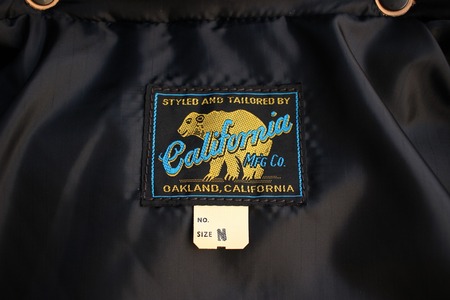 STYLED AND TAILORED BY
California
MFG Co.
OAKLAND, CALIFORNIA
NO.
SIZE N